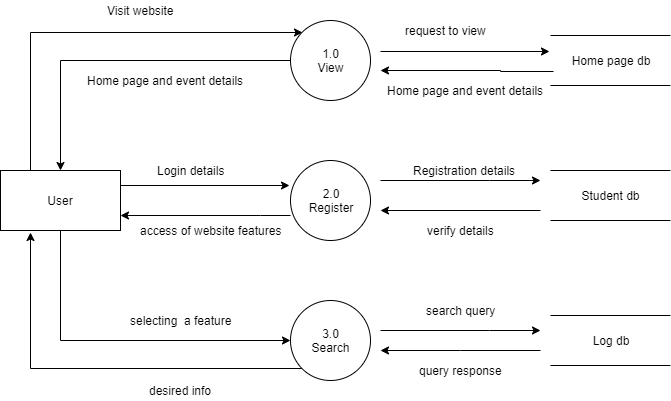 Visit website
request to view
1.0
View
Home page db
Home page and event details
Home page and event details
Login details
Registration details
User
2.0
Register
Student db
access of website features
verify details
selecting a feature
search query
3.0
Search
Log db
query response
desired info